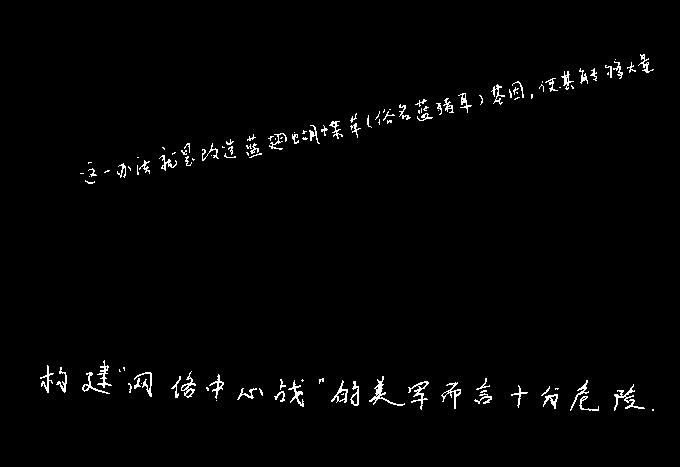 这一办法就是改造蓝翅蝴蝶草(俗名蓝猪耳)基因,使其能够大量
构建"网络中心战"的美军而言十分危险.